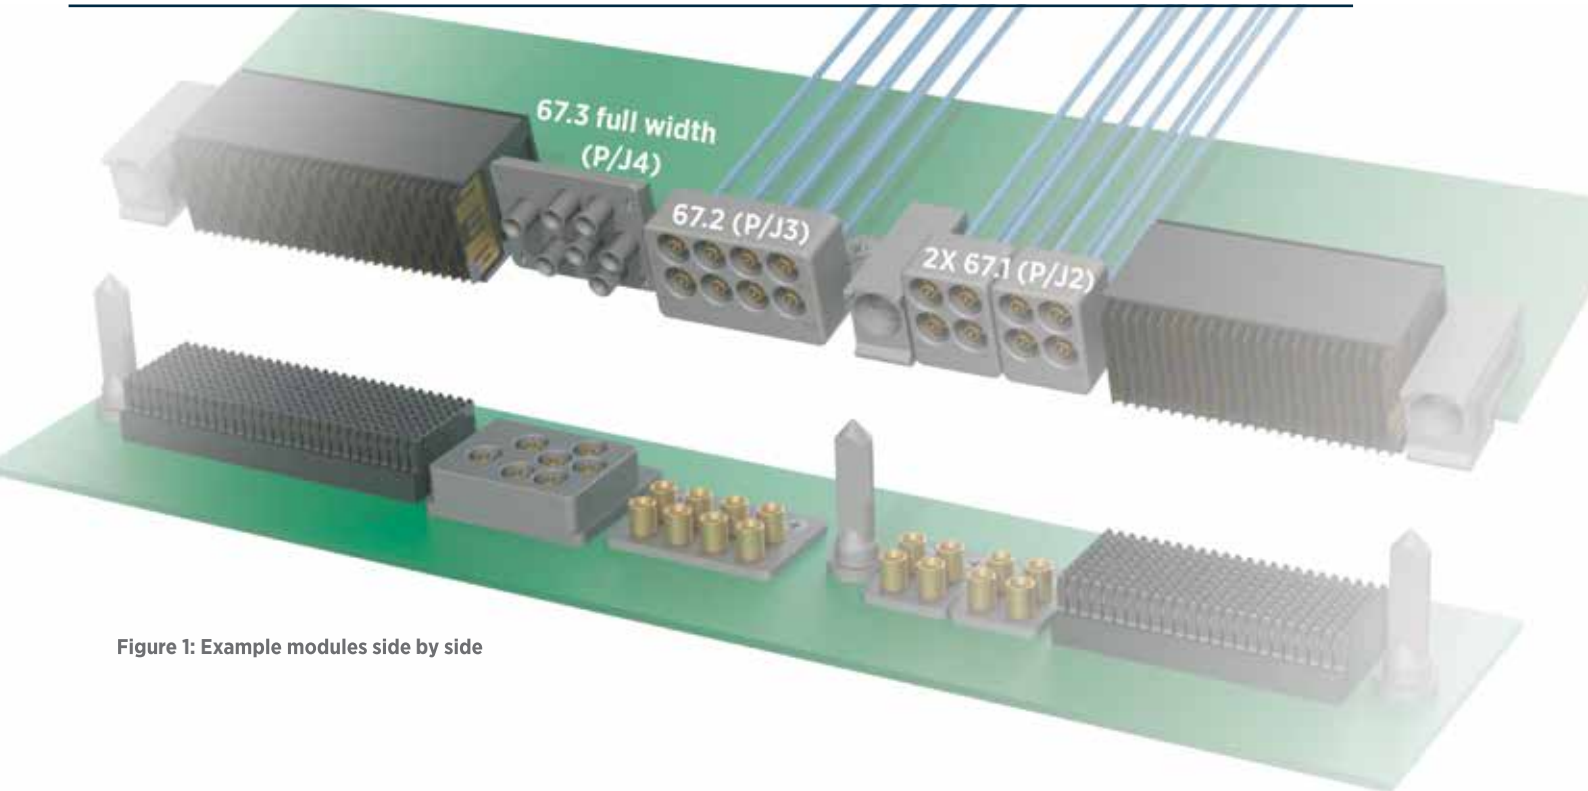 67.3 full width
(P/J4)
67.2 (P/J3)
2X 67.1 (P/J2)
Figure 1: Example modules side by side